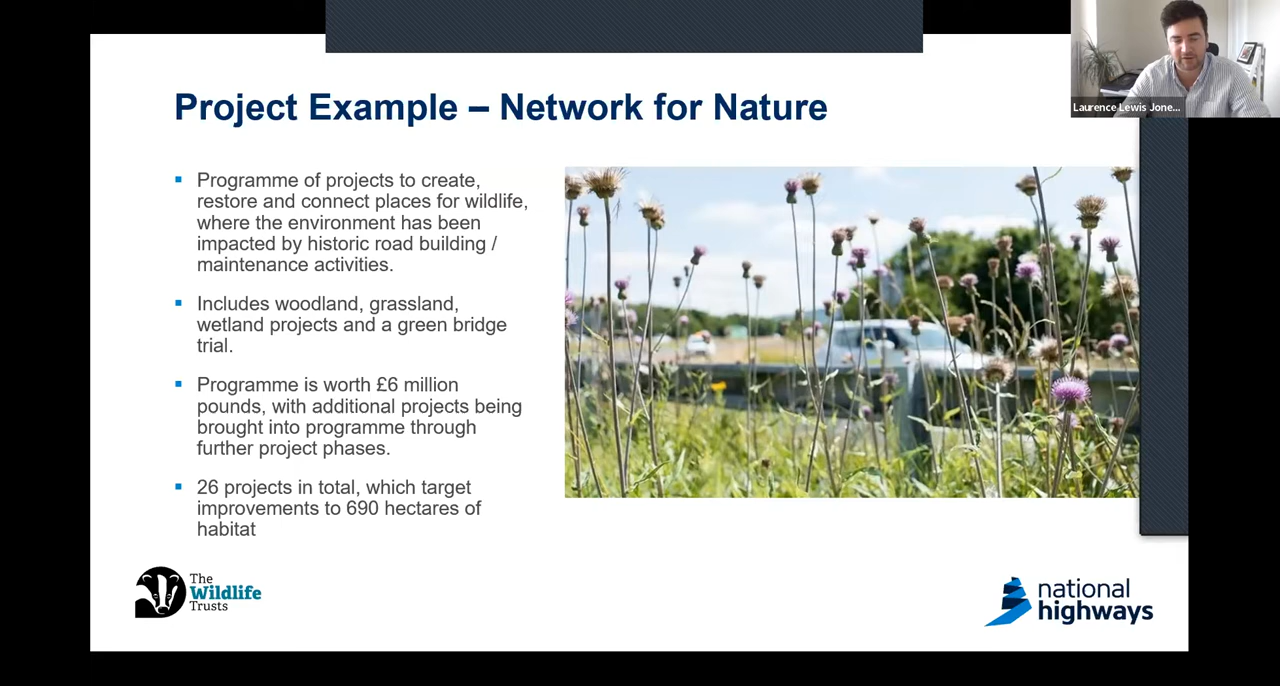 Project Example – Network for Nature
Laurence Lewis Jone...
▪ Programme of projects to create,
restore and connect places for wildlife,
where the environment has been
impacted by historic road building /
maintenance activities.
▪ Includes woodland, grassland,
wetland projects and a green bridge
trial.
▪ Programme is worth £6 million
pounds, with additional projects being
brought into programme through
further project phases.
▪ 26 projects in total, which target
improvements to 690 hectares of
habitat
The
Wildlife
Trusts
national
highways